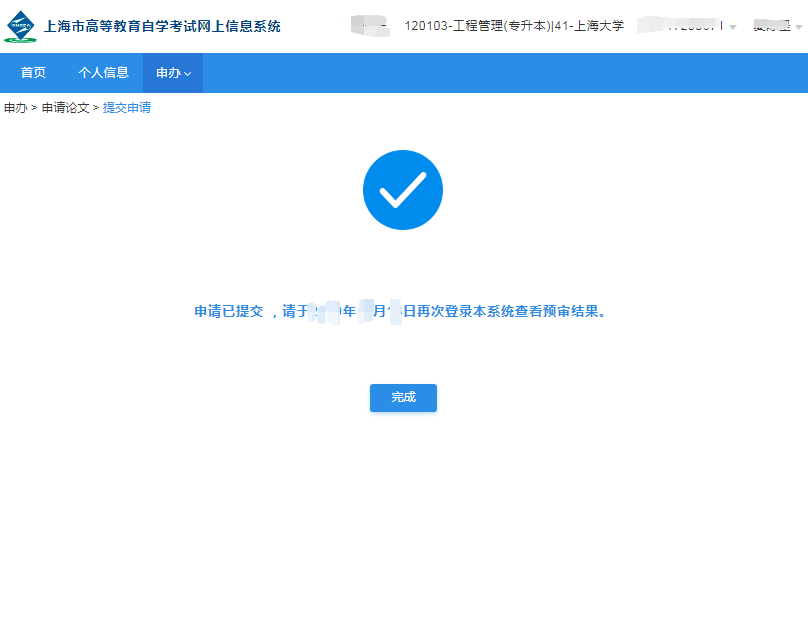 上海市高等教育自学考试网上信息系统
120103-工程管理(专升本)|41-上海大学
首页 个人信息 申办
申办 > 申请论文 > 提交申请
申请已提交 ，请于 年 月 日再次登录本系统查看预审结果。
完成